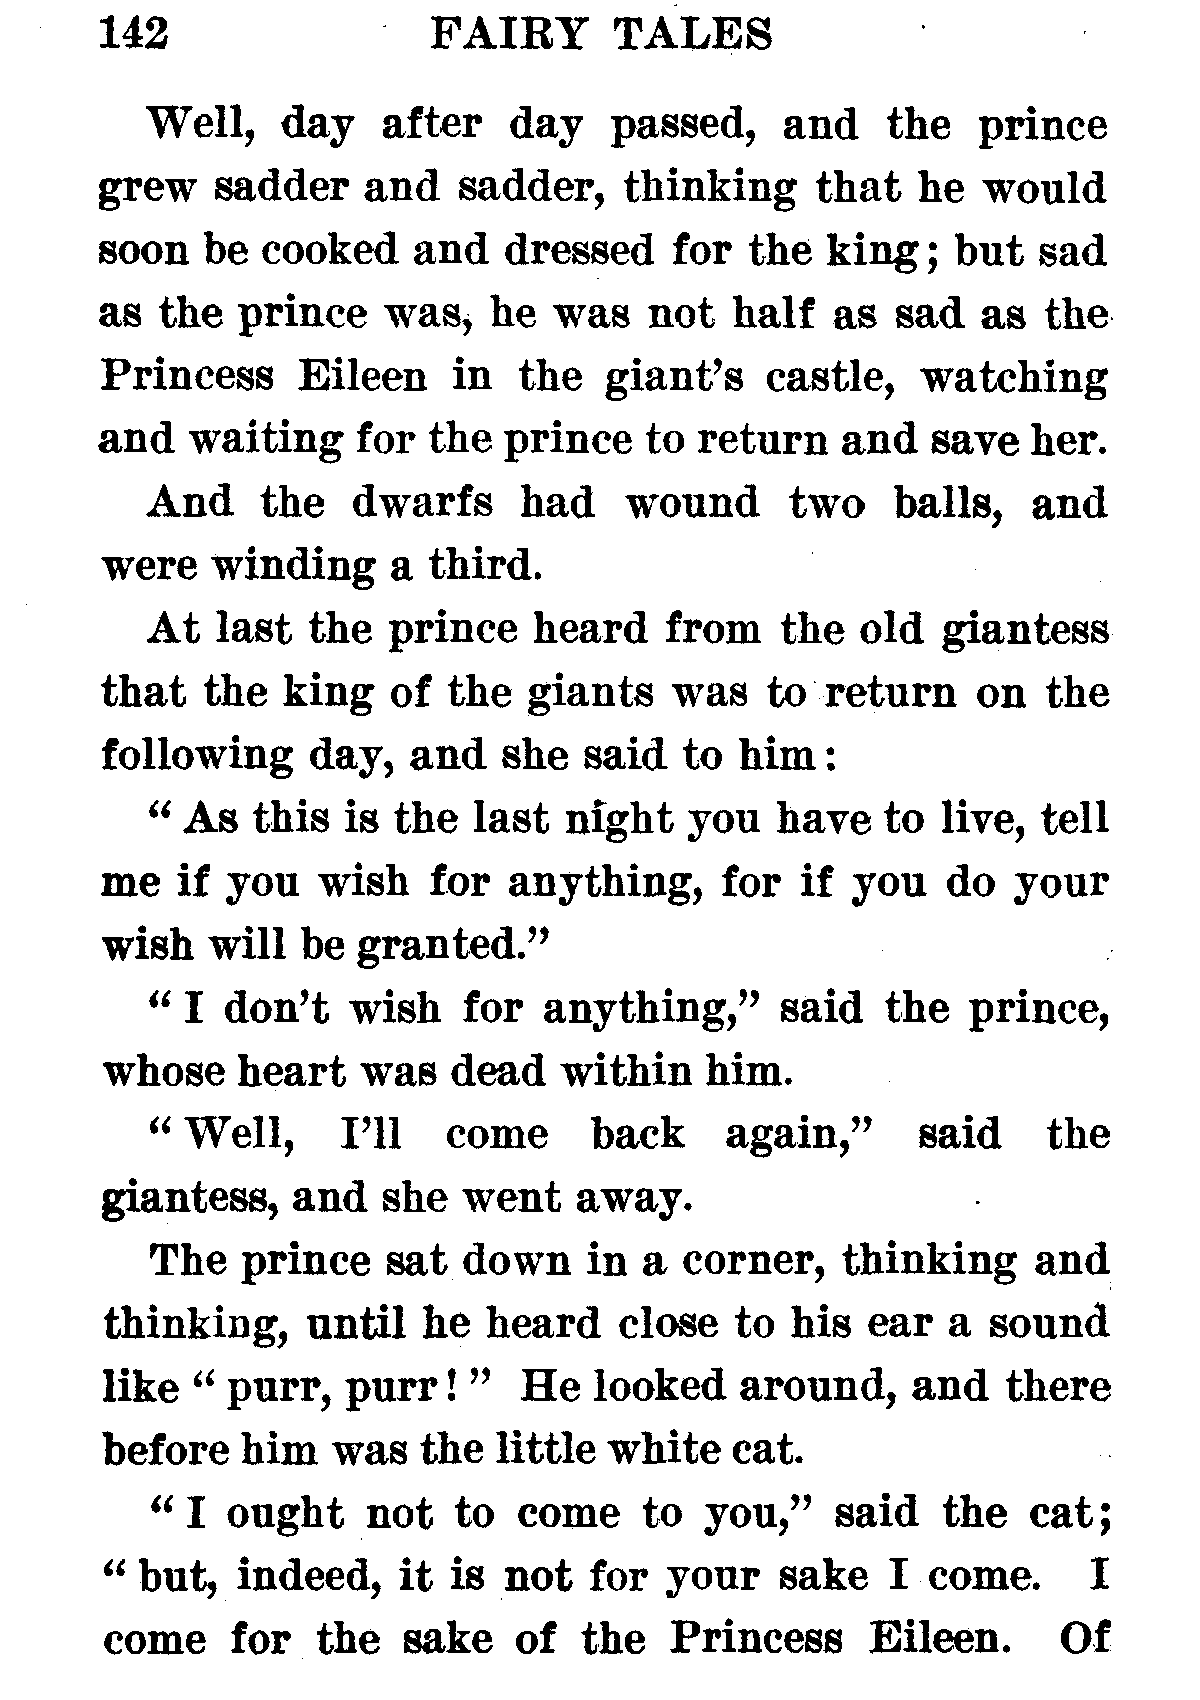 142 FAIRY TALES
Well, day after day passed, and the prince
grew sadder and sadder, thinking that he would
soon be cooked and dressed for the king; but sad
as the prince was, he was not half as sad as the
Princess Eileen in the giant's castle, watching
and waiting for the prince to return and save her.
And the dwarfs had wound two balls, and
were winding a third.
At last the prince heard from the old giantess
that the king of the giants was to return on the
following day, and she said to him:
"As this is the last night you have to live, tell
me if you wish for anything, for if you do your
wish will be granted."
"I don't wish for anything," said the prince,
whose heart was dead within him.
"Well, I'll come back again," said the
giantess, and she went away.
The prince sat down in a corner, thinking and
thinking, until he heard close to his ear a sound
like "purr, purr!" He looked around, and there
before him was the little white cat.
"I ought not to come to you," said the cat;
"but, indeed, it is not for your sake I come. I
come for the sake of the Princess Eileen. Of